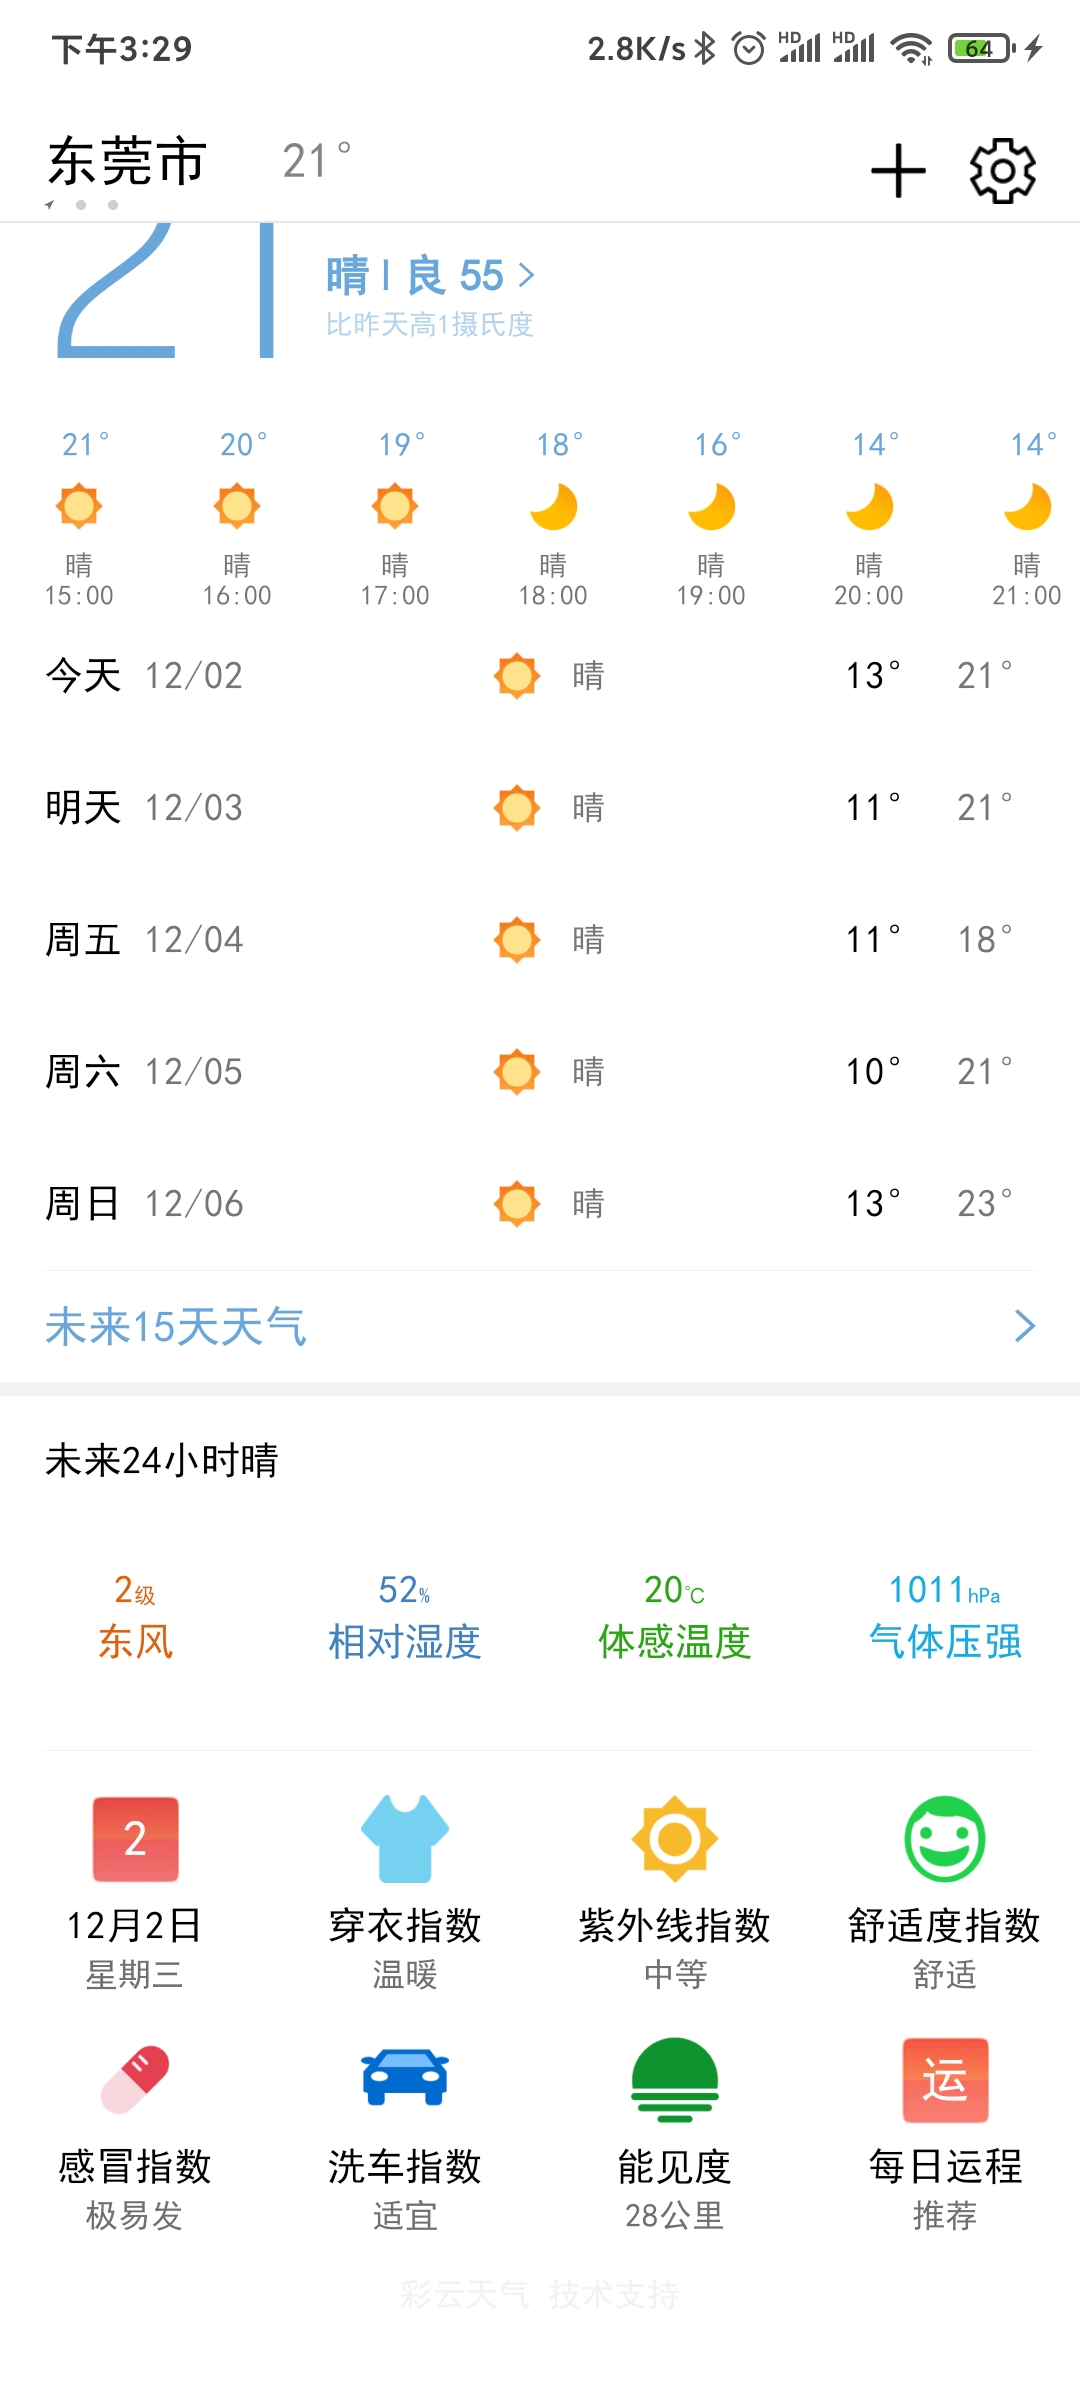 下午3:29 2.8K/s HD HD 64
东莞市 21°
21
晴 | 良 55 >
比昨天高1摄氏度
21° 20° 19° 18° 16° 14° 14°
晴 晴 晴 晴 晴 晴 晴
15:00 16:00 17:00 18:00 19:00 20:00 21:00
今天 12/02 晴 13° 21°
明天 12/03 晴 11° 21°
周五 12/04 晴 11° 18°
周六 12/05 晴 10° 21°
周日 12/06 晴 13° 23°
未来15天天气
未来24小时晴
2级 52% 20℃ 1011hPa
东风 相对湿度 体感温度 气体压强
2
12月2日 穿衣指数 紫外线指数 舒适度指数
星期三 温暖 中等 舒适
运
感冒指数 洗车指数 能见度 每日运程
极易发 适宜 28公里 推荐
彩云天气 技术支持